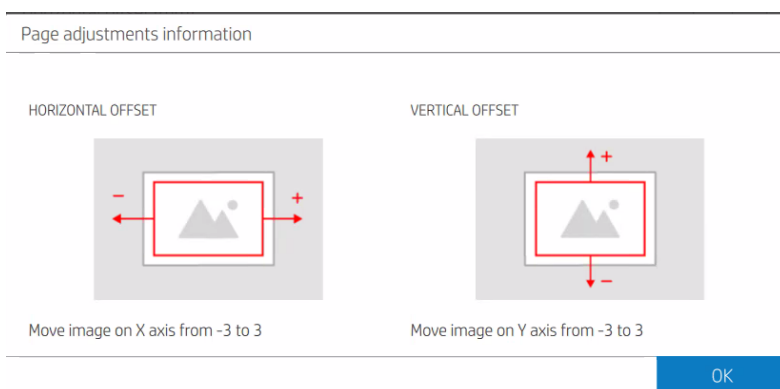 Page adjustments information
HORIZONTAL OFFSET
VERTICAL OFFSET
- +
+
-
Move image on X axis from -3 to 3
Move image on Y axis from -3 to 3
OK